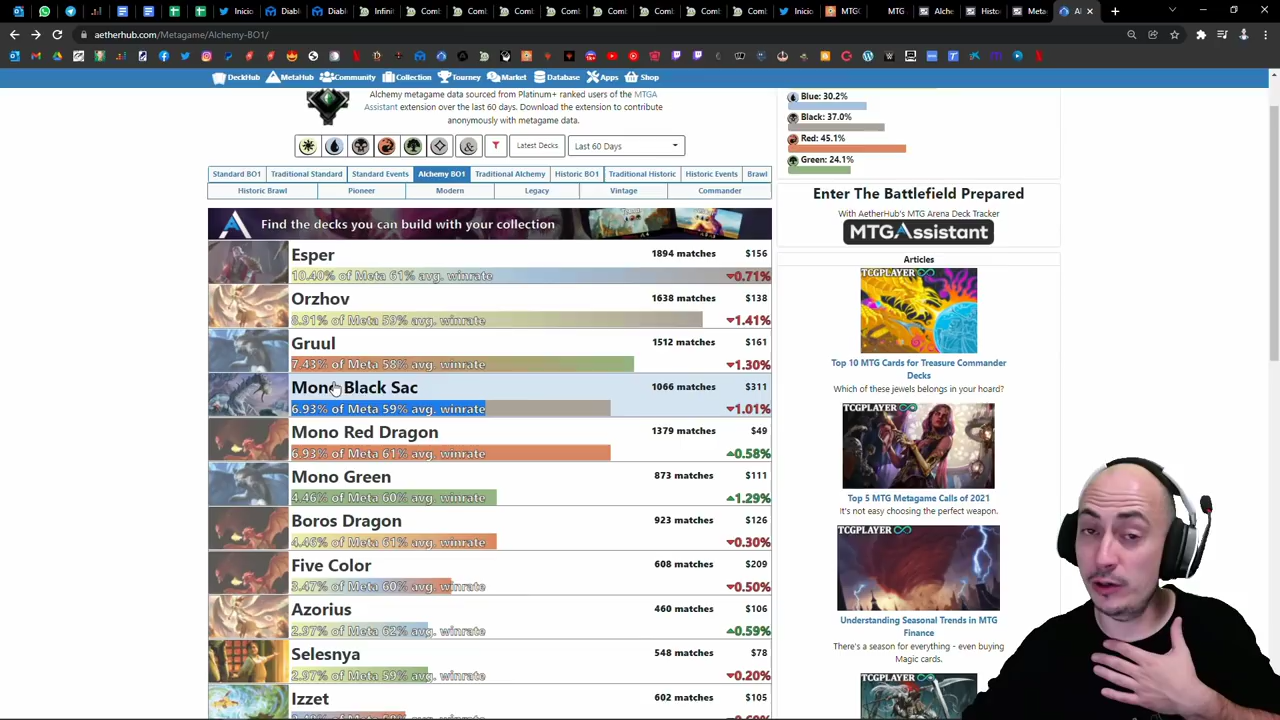 aetherhub.com/Metagame/Alchemy-BO1/
DeckHub MetaHub Community Collection Tourney Market Database Apps Shop
Alchemy metagame data sourced from Platinum+ ranked users of the MTGA
Assistant extension over the last 60 days. Download the extension to contribute
anonymously with metagame data.
Latest Decks
Last 60 Days
Standard BO1 Traditional Standard Standard Events Alchemy BO1 Traditional Alchemy Historic BO1 Traditional Historic Historic Events Brawl
Historic Brawl Pioneer Modern Legacy Vintage Commander
Find the decks you can build with your collection
Esper 1894 matches $156
10.40% of Meta 61% avg. winrate 0.71%
Orzhov 1638 matches $138
8.91% of Meta 59% avg. winrate 1.41%
Gruul 1512 matches $161
7.43% of Meta 58% avg. winrate 1.30%
Mono Black Sac 1066 matches $311
6.93% of Meta 59% avg. winrate 1.01%
Mono Red Dragon 1379 matches $49
6.93% of Meta 61% avg. winrate 0.58%
Mono Green 873 matches $111
4.46% of Meta 60% avg. winrate 1.29%
Boros Dragon 923 matches $126
4.46% of Meta 61% avg. winrate 0.30%
Five Color 608 matches $209
3.47% of Meta 60% avg. winrate 0.50%
Azorius 460 matches $106
2.97% of Meta 62% avg. winrate 0.59%
Selesnya 548 matches $78
2.97% of Meta 59% avg. winrate 0.20%
Izzet 602 matches $105
Blue: 30.2%
Black: 37.0%
Red: 45.1%
Green: 24.1%
Enter The Battlefield Prepared
With AetherHub's MTG Arena Deck Tracker
MTGAssistant
Articles
TCGPLAYER
Top 10 MTG Cards for Treasure Commander
Decks
Which of these jewels belongs in your hoard?
TCGPLAYER
Top 5 MTG Metagame Calls of 2021
It's not easy choosing the perfect weapon.
TCGPLAYER
Understanding Seasonal Trends in MTG
Finance
There's a season for everything - even buying
Magic cards.
TCGPLAYER